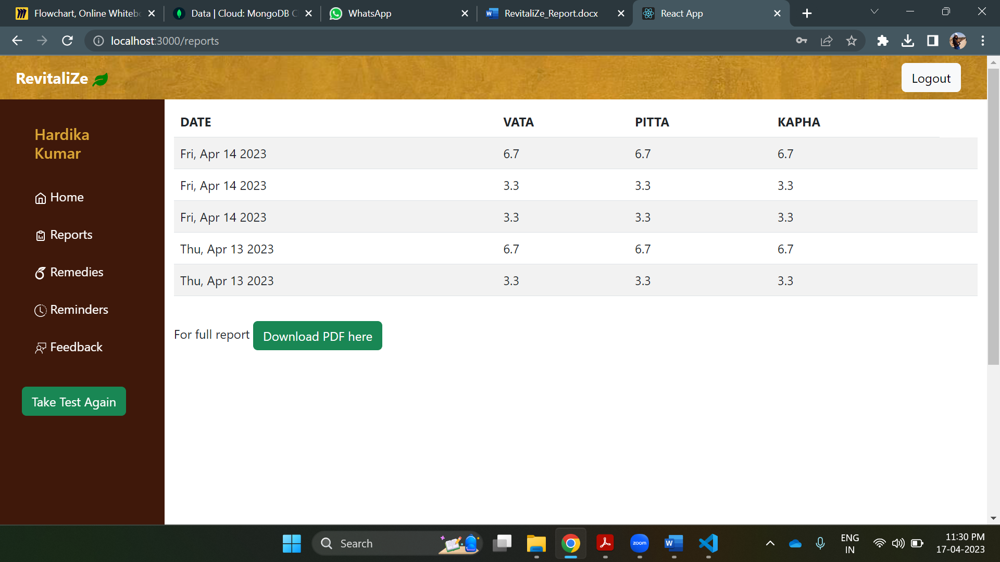 Flowchart, Online Whitebo
Data | Cloud: MongoDB C
WhatsApp
RevitaliZe_Report.docx
React App
localhost:3000/reports
RevitaliZe
Logout
Hardika
Kumar
Home
Reports
Remedies
Reminders
Feedback
Take Test Again
DATE VATA PITTA KAPHA
Fri, Apr 14 2023 6.7 6.7 6.7
Fri, Apr 14 2023 3.3 3.3 3.3
Fri, Apr 14 2023 3.3 3.3 3.3
Thu, Apr 13 2023 6.7 6.7 6.7
Thu, Apr 13 2023 3.3 3.3 3.3
For full report Download PDF here
Search
zoom
W
ENG
IN
11:30 PM
17-04-2023